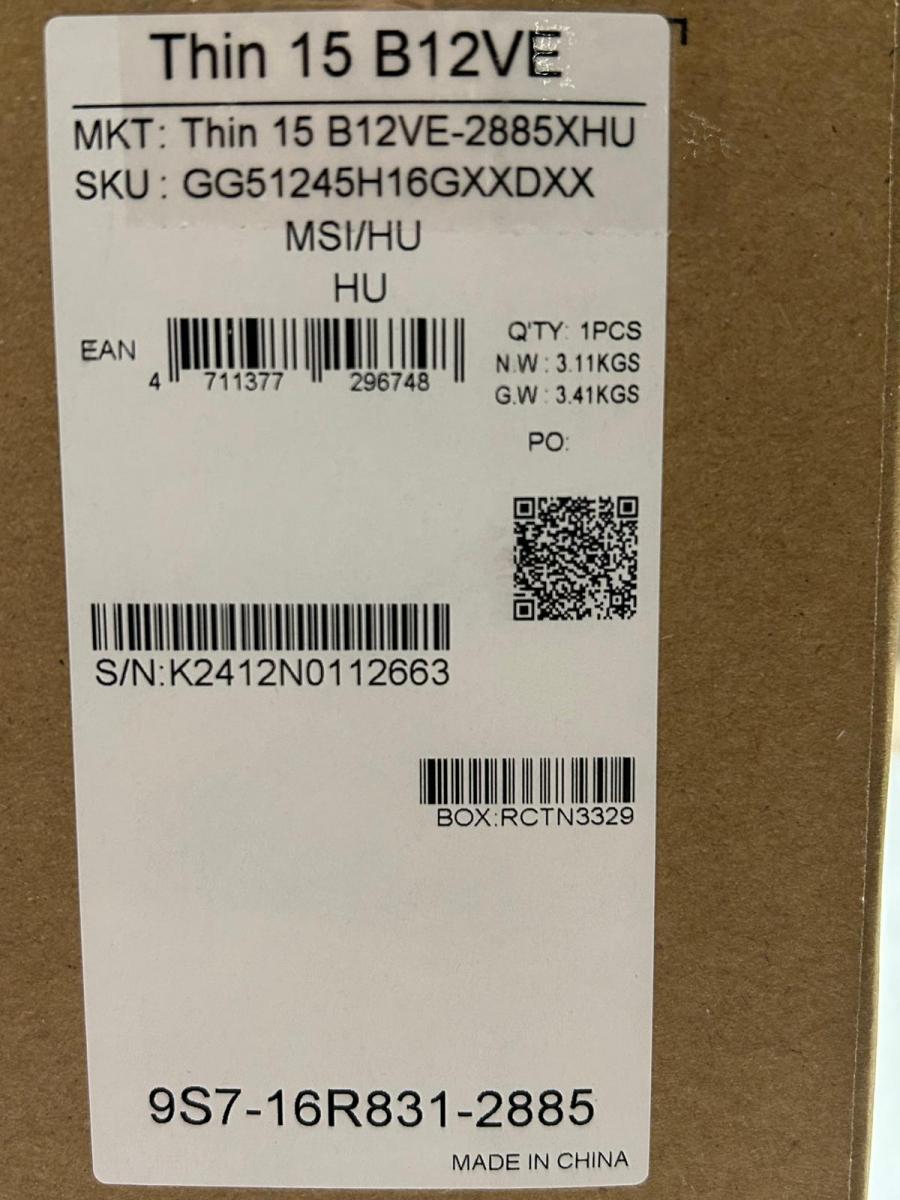 Thin 15 B12VE
MKT: Thin 15 B12VE-2885XHU
SKU : GG51245H16GXXDXX
MSI/HU
HU
EAN
4 711377 296748
Q'TY: 1PCS
N.W : 3.11KGS
G.W : 3.41KGS
PO:
S/N:K2412N0112663
BOX:RCTN3329
9S7-16R831-2885
MADE IN CHINA